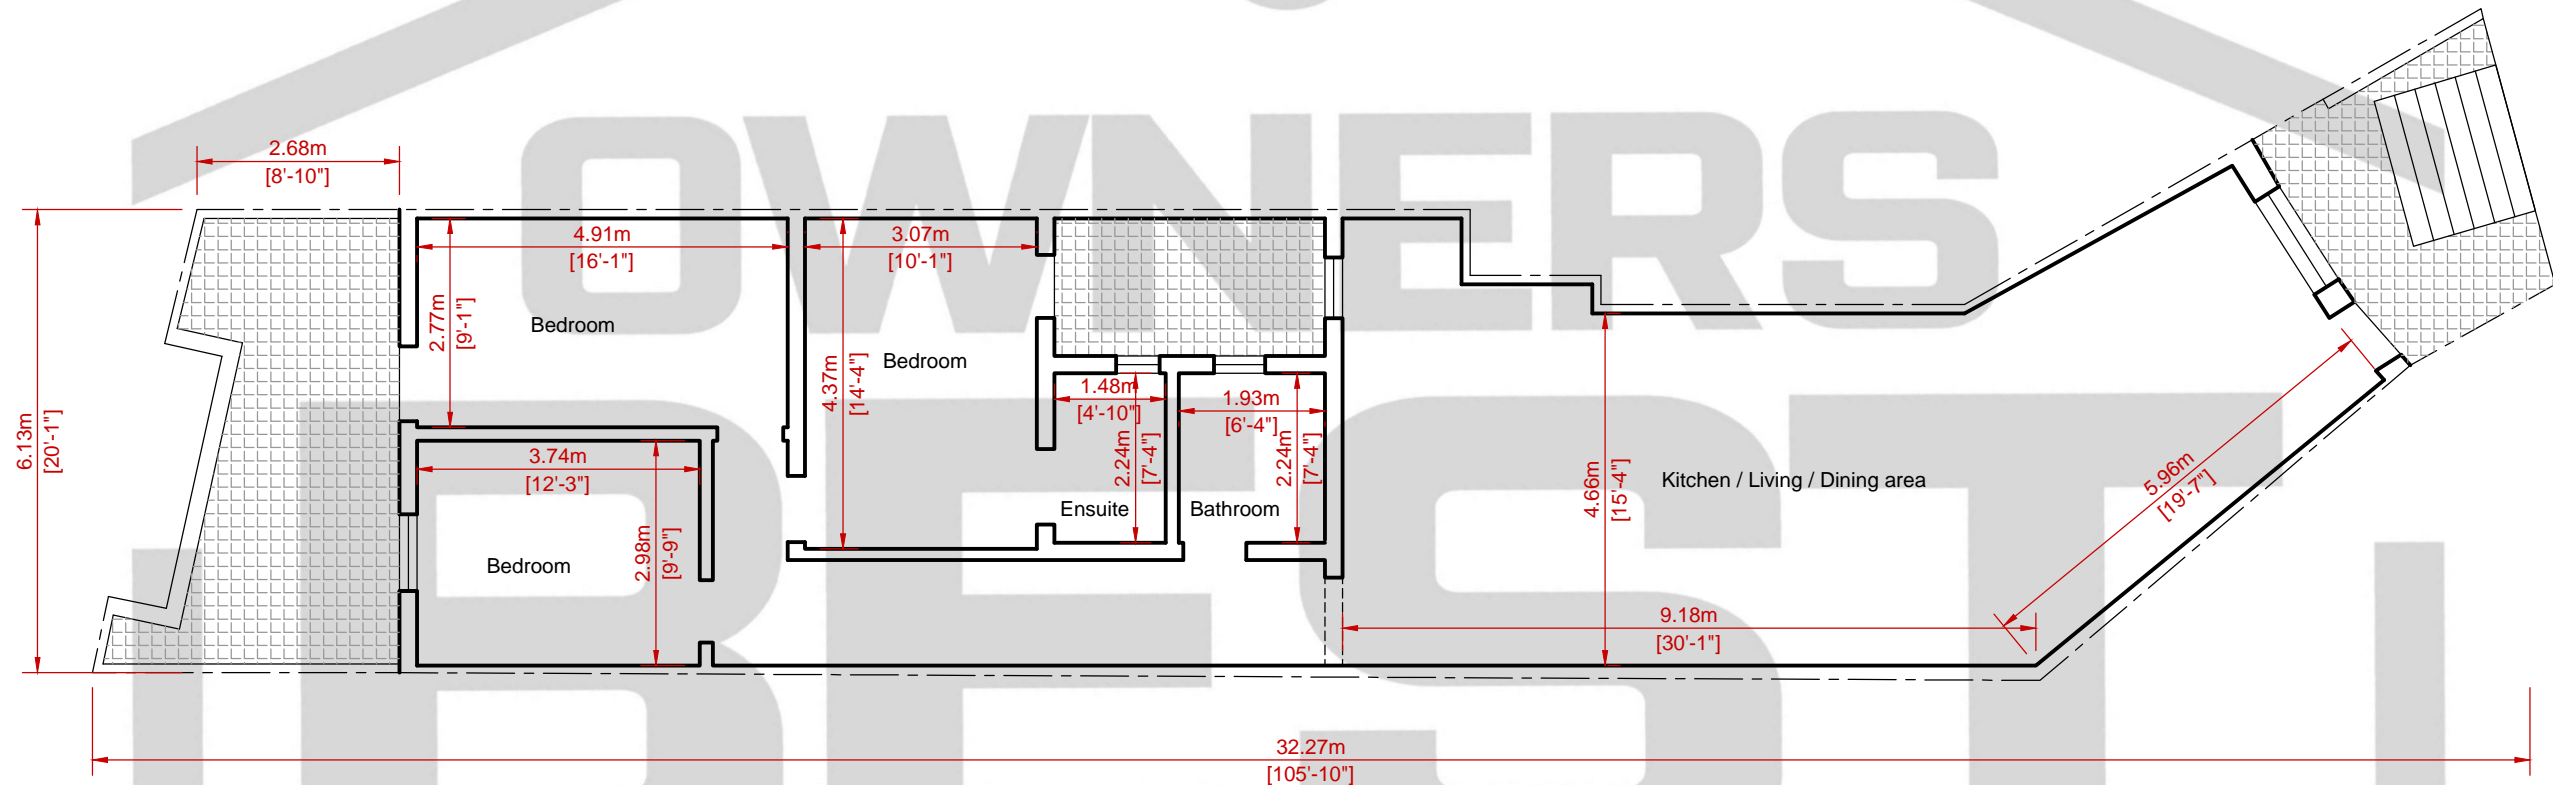 OWNERS
BEST
2.68m
[8'-10"]
6.13m
[20'-1"]
4.91m
[16'-1"]
2.77m
[9'-1"]
Bedroom
3.07m
[10'-1"]
4.37m
[14'-4"]
Bedroom
3.74m
[12'-3"]
2.98m
[9'-9"]
Bedroom
1.48m
[4'-10"]
2.24m
[7'-4"]
Ensuite
1.93m
[6'-4"]
2.24m
[7'-4"]
Bathroom
4.66m
[15'-4"]
Kitchen / Living / Dining area
5.96m
[19'-7"]
9.18m
[30'-1"]
32.27m
[105'-10"]